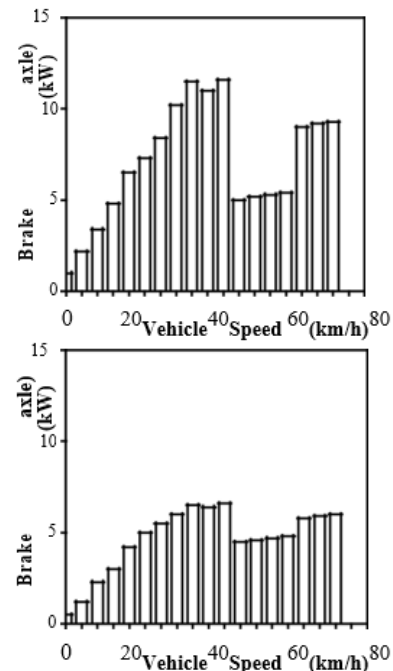 15
axle)
(kW)
10
5
Brake
0
0 20 40 60 80
Vehicle Speed (km/h)
15
axle)
(kW)
10
5
Brake
0
0 20 40 60 80
Vehicle Speed (km/h)